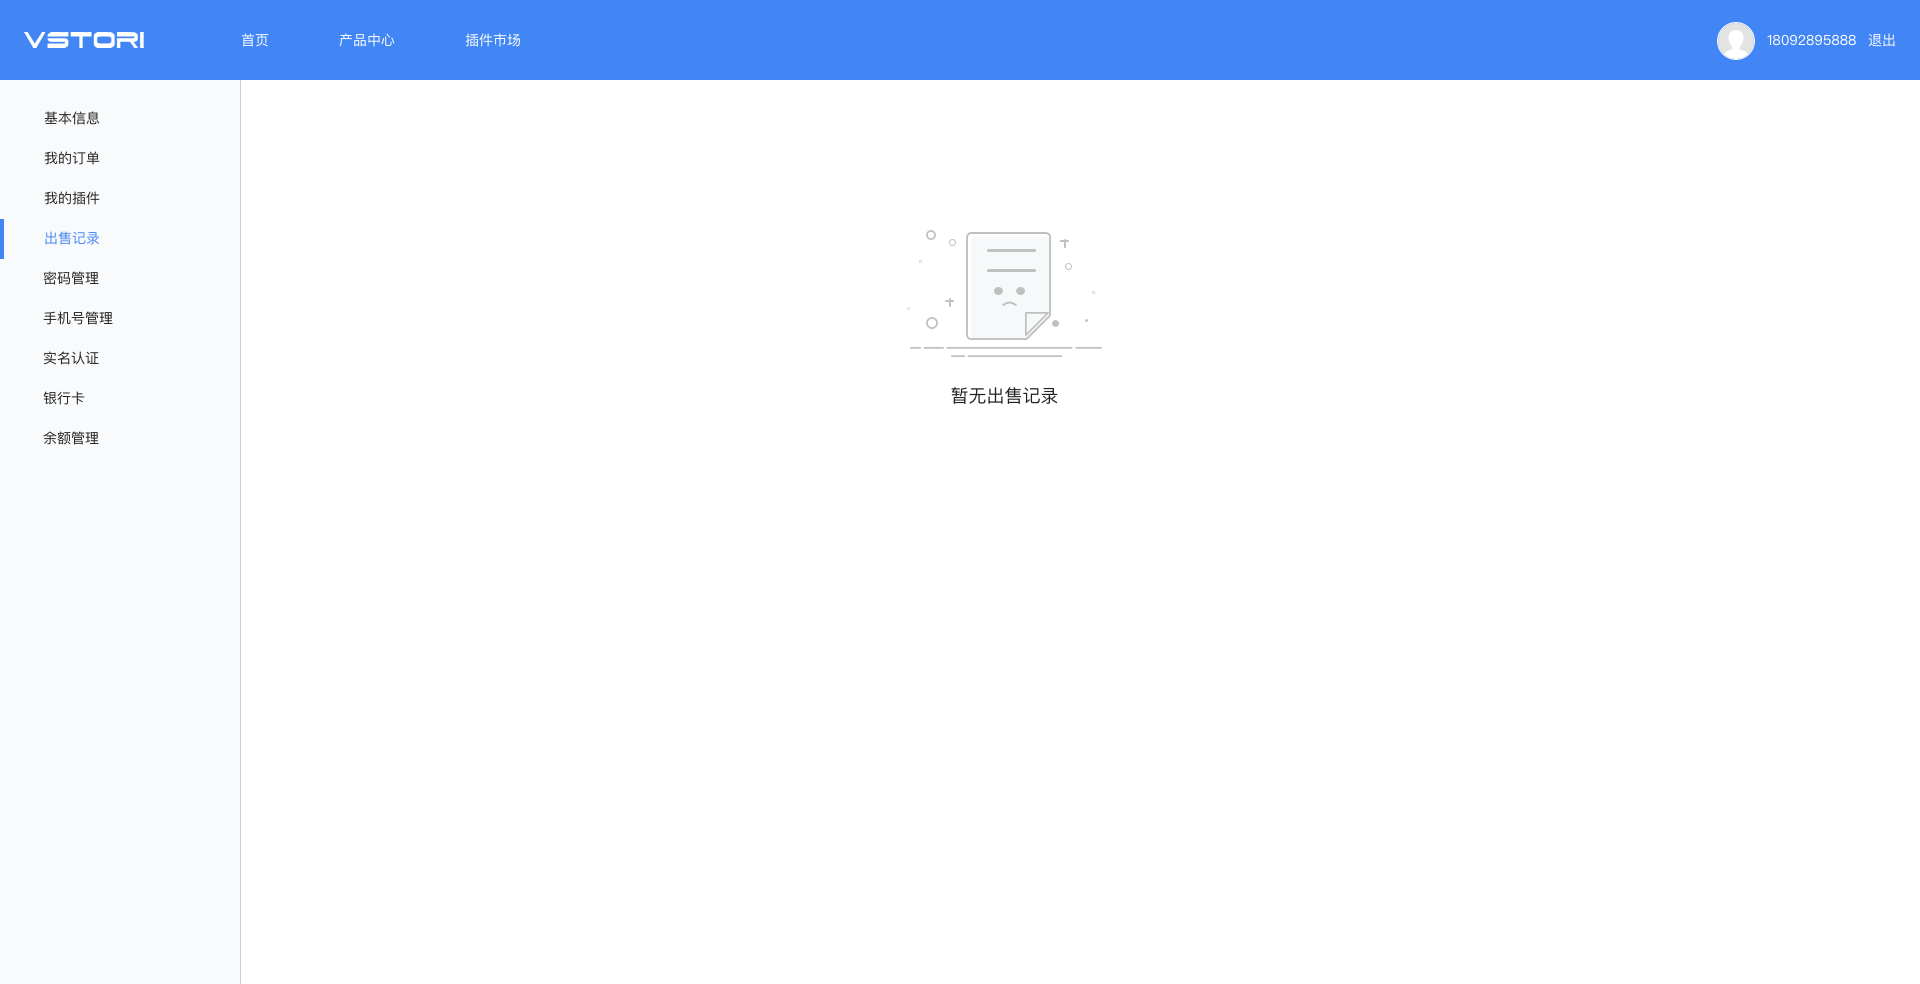 VSTORI
首页
产品中心
插件市场
18092895888
退出
基本信息
我的订单
我的插件
出售记录
密码管理
手机号管理
实名认证
银行卡
余额管理
暂无出售记录